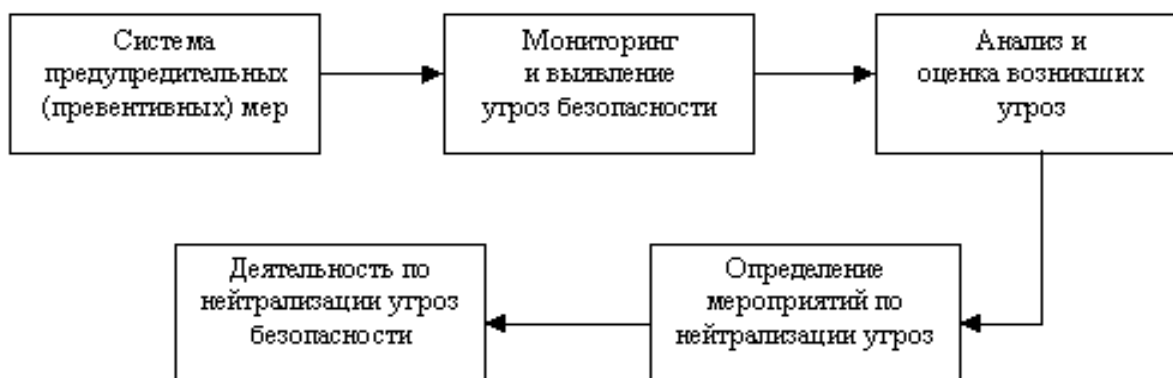 Система
предупредительных
(превентивных) мер
Мониторинг
и выявление
угроз безопасности
Анализ и
оценка возникших
угроз
Определение
мероприятий по
нейтрализации угроз
Деятельность по
нейтрализации угроз
безопасности